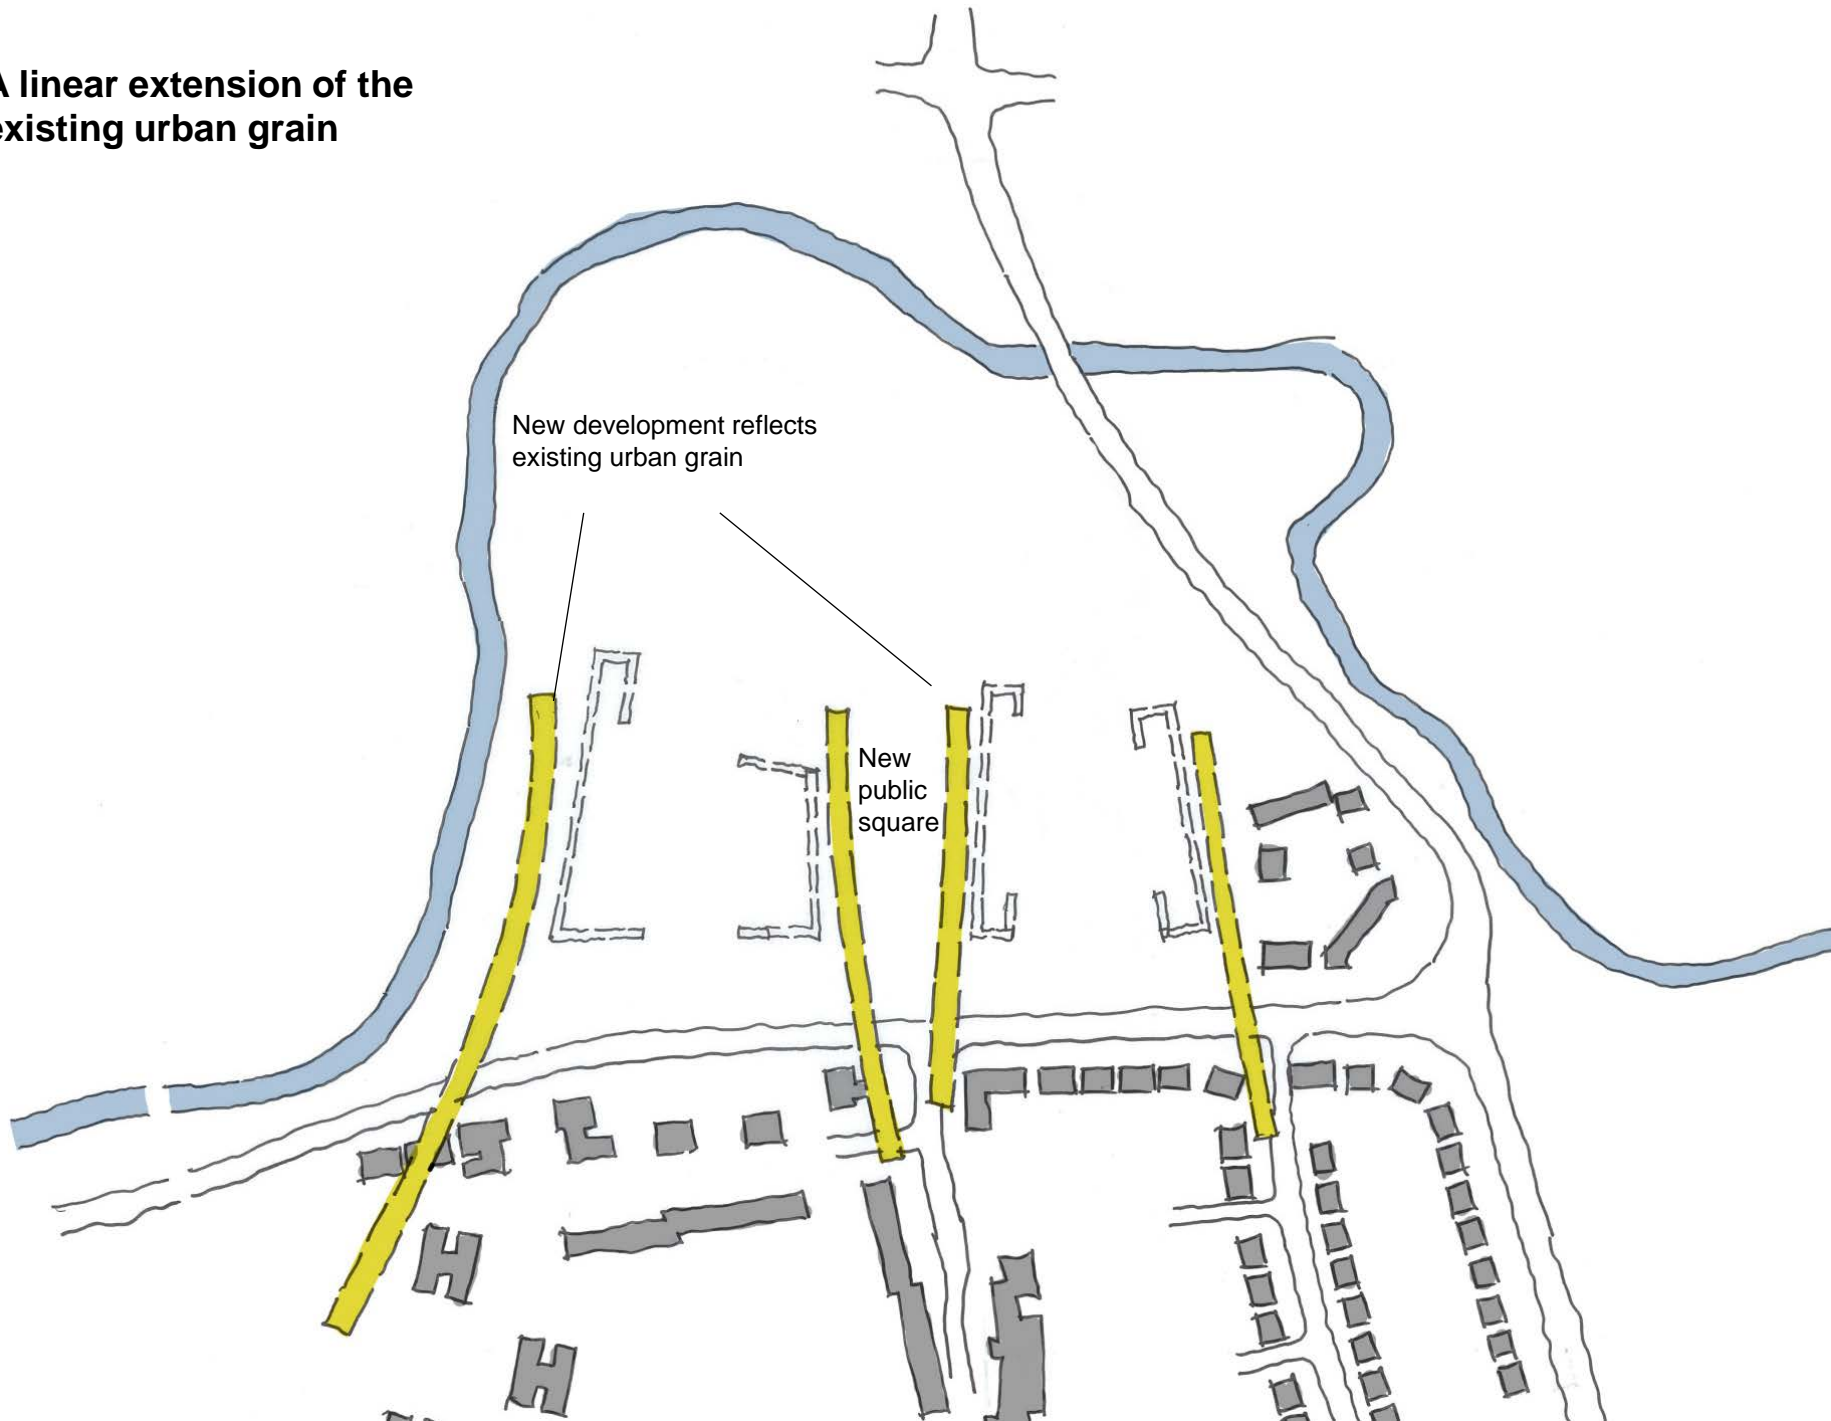 A linear extension of the
existing urban grain
New development reflects
existing urban grain
New
public
square